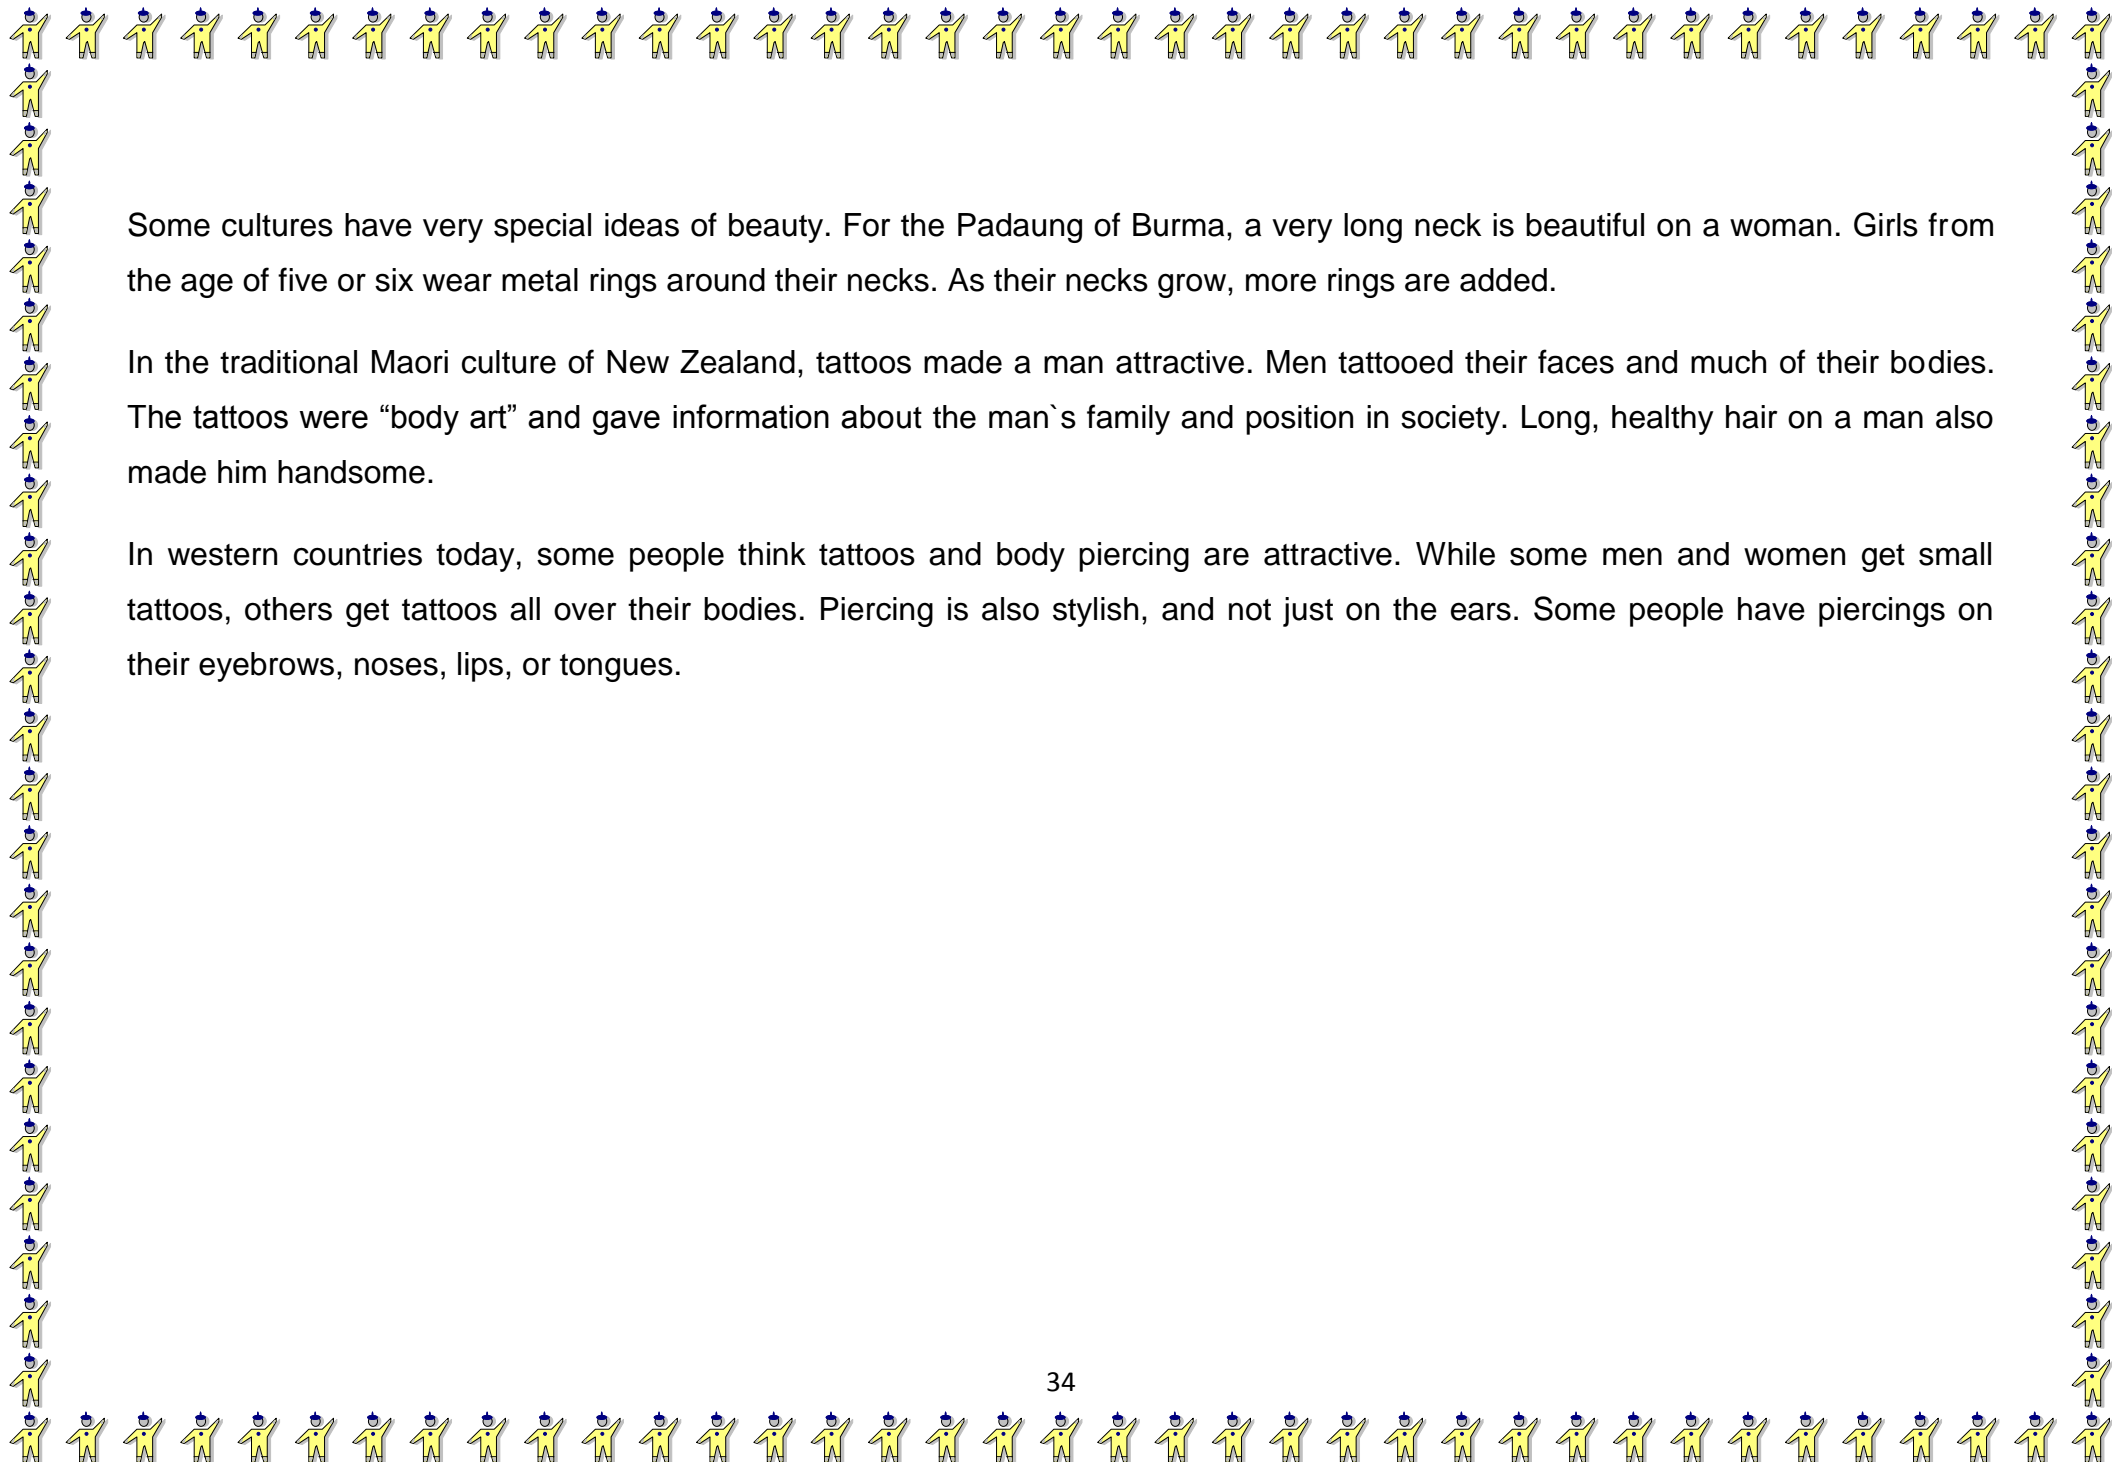 Some cultures have very special ideas of beauty. For the Padaung of Burma, a very long neck is beautiful on a woman. Girls from
the age of five or six wear metal rings around their necks. As their necks grow, more rings are added.
In the traditional Maori culture of New Zealand, tattoos made a man attractive. Men tattooed their faces and much of their bodies.
The tattoos were “body art” and gave information about the man`s family and position in society. Long, healthy hair on a man also
made him handsome.
In western countries today, some people think tattoos and body piercing are attractive. While some men and women get small
tattoos, others get tattoos all over their bodies. Piercing is also stylish, and not just on the ears. Some people have piercings on
their eyebrows, noses, lips, or tongues.
34